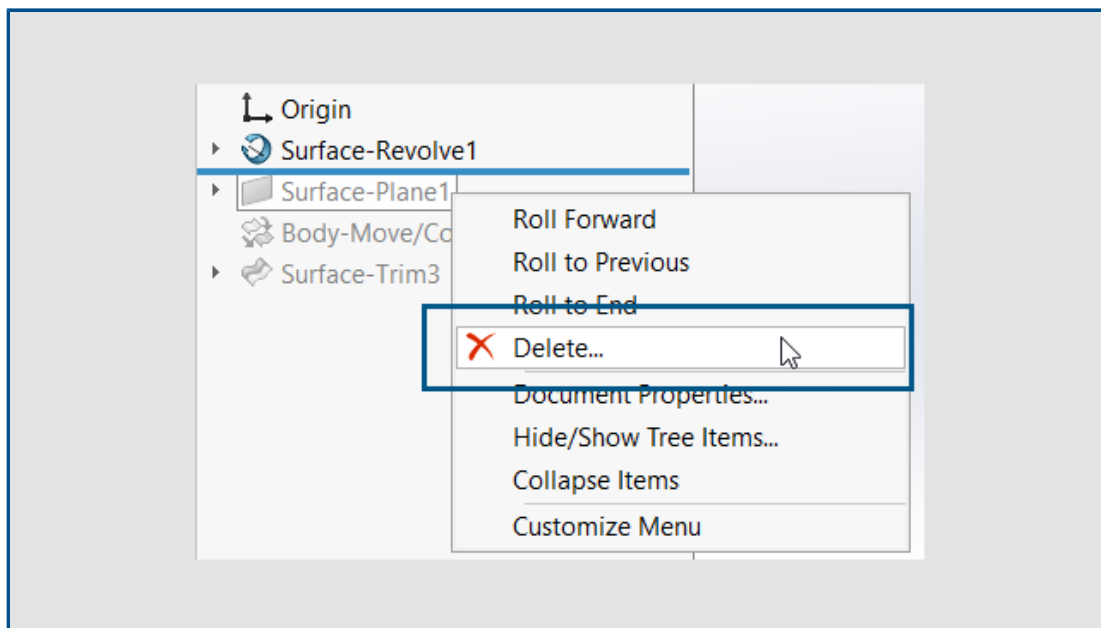 Origin
Surface-Revolve1
Surface-Plane1
Body-Move/Co
Surface-Trim3
Roll Forward
Roll to Previous
Roll to End
Delete...
Document Properties...
Hide/Show Tree Items...
Collapse Items
Customize Menu